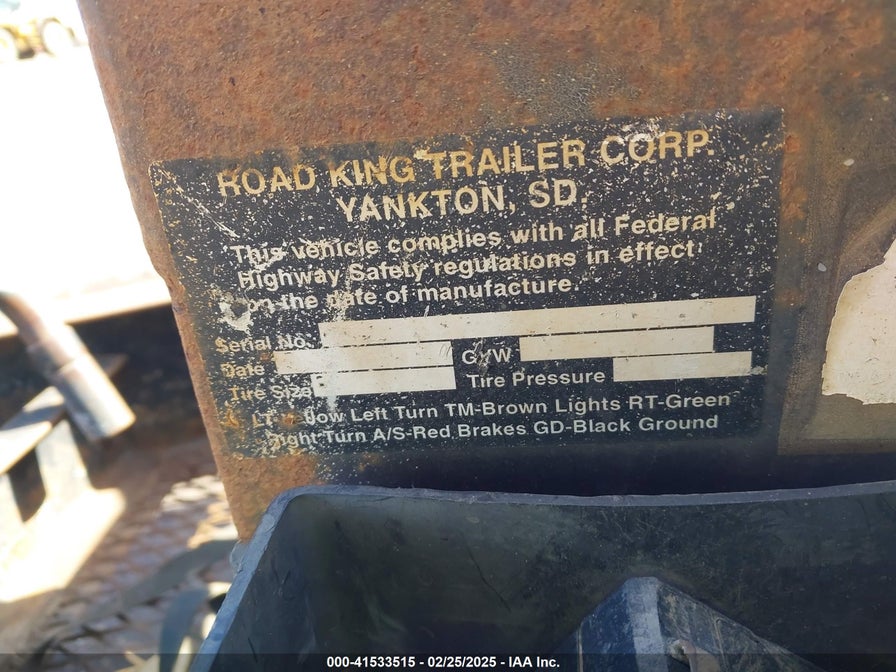 ROAD KING TRAILER CORP.
YANKTON, SD.
This vehicle complies with all Federal
Highway Safety regulations in effect
on the date of manufacture.
Serial No.
Date GVW
Tire Size Tire Pressure
LT - low Left Turn TM-Brown Lights RT-Green
ight Turn A/S-Red Brakes GD-Black Ground
000-41533515 - 02/25/2025 - IAA Inc.